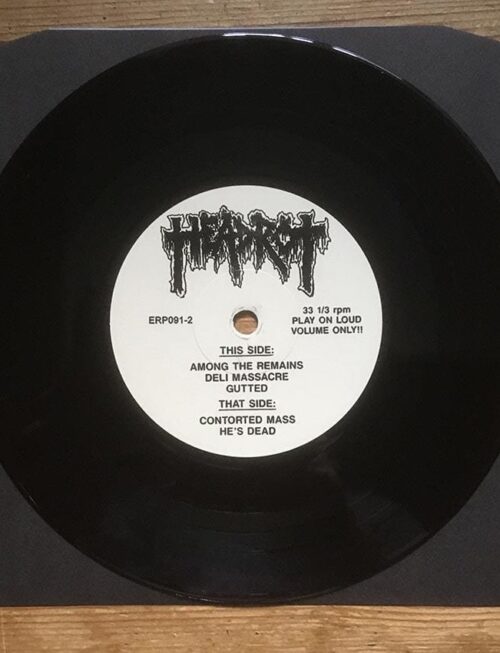 HEADROT
ERP091-2
33 1/3 rpm
PLAY ON LOUD
VOLUME ONLY!!
THIS SIDE:
AMONG THE REMAINS
DELI MASSACRE
GUTTED
THAT SIDE:
CONTORTED MASS
HE'S DEAD